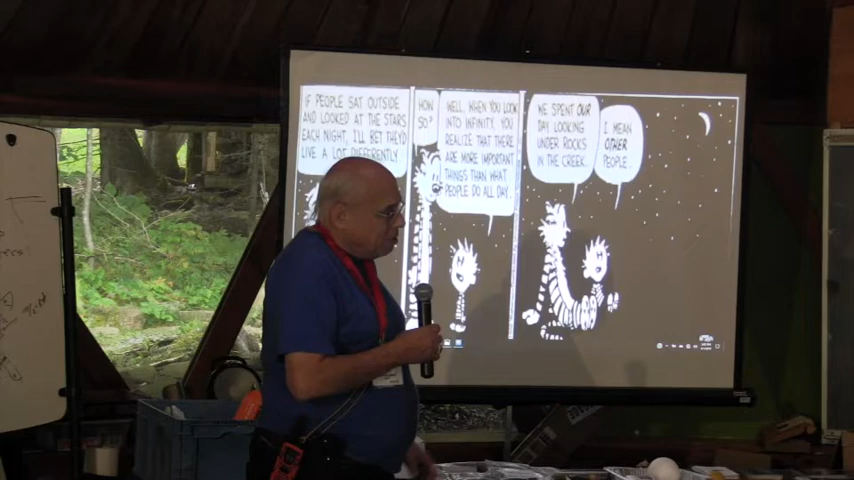 IF PEOPLE SAT OUTSIDE
AND LOOKED AT THE STARS
EACH NIGHT, I'LL BET THEY'D
LIVE A LOT DIFFERENTLY.
HOW
SO?
WELL, WHEN YOU LOOK
INTO INFINITY, YOU
REALIZE THAT THERE
ARE MORE IMPORTANT
THINGS THAN WHAT
PEOPLE DO ALL DAY.
WE SPENT OUR
DAY LOOKING
UNDER ROCKS
IN THE CREEK.
I MEAN
OTHER
PEOPLE.